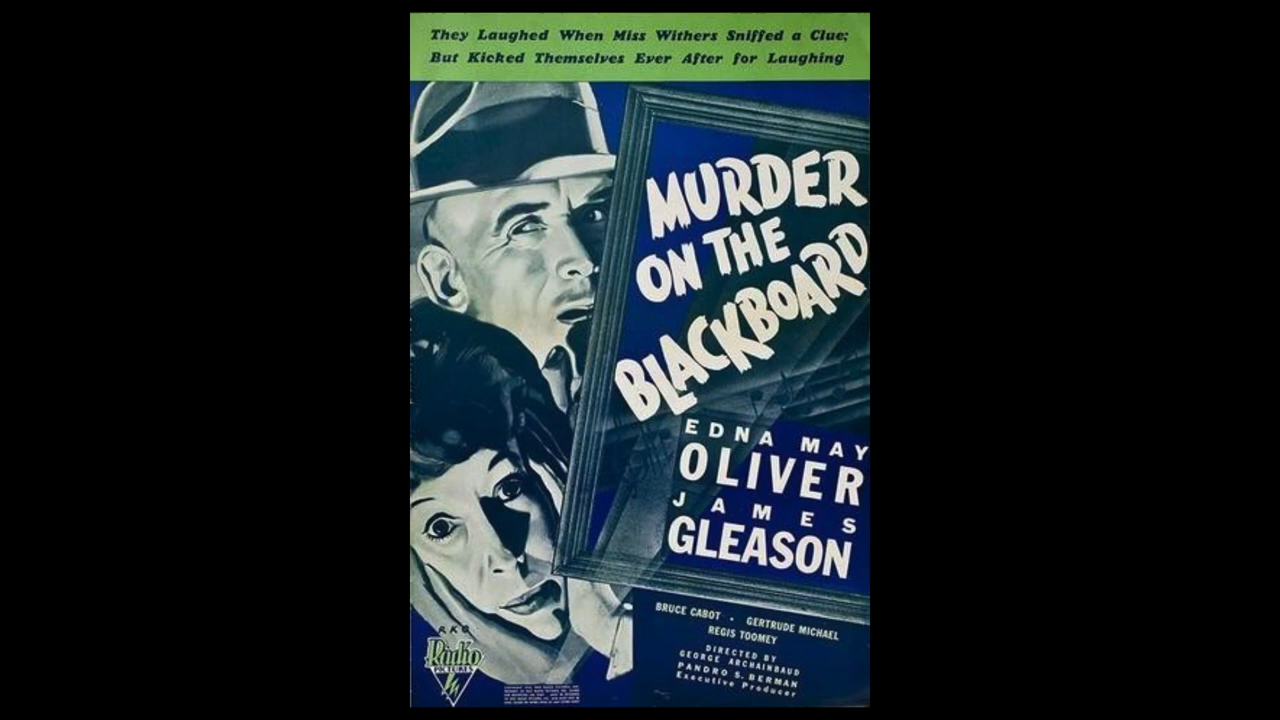 They Laughed When Miss Withers Sniffed a Clue;
But Kicked Themselves Ever After for Laughing
MURDER
ON THE
BLACKBOARD
EDNA MAY
OLIVER
JAMES
GLEASON
BRUCE CABOT · GERTRUDE MICHAEL
REGIS TOOMEY
DIRECTED BY
GEORGE ARCHAINBAUD
PANDRO S. BERMAN
Executive Producer
RKO
Radio
PICTURES